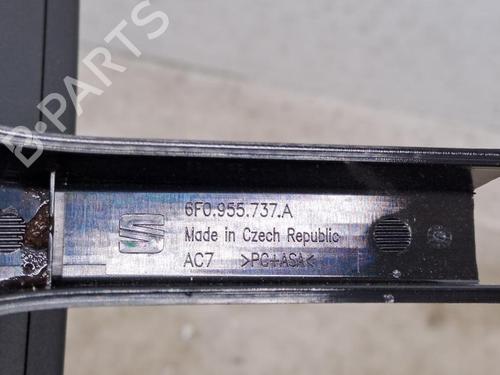 B-PARTS
6F0.955.737.A
Made in Czech Republic
AC7 >PC+ASA<